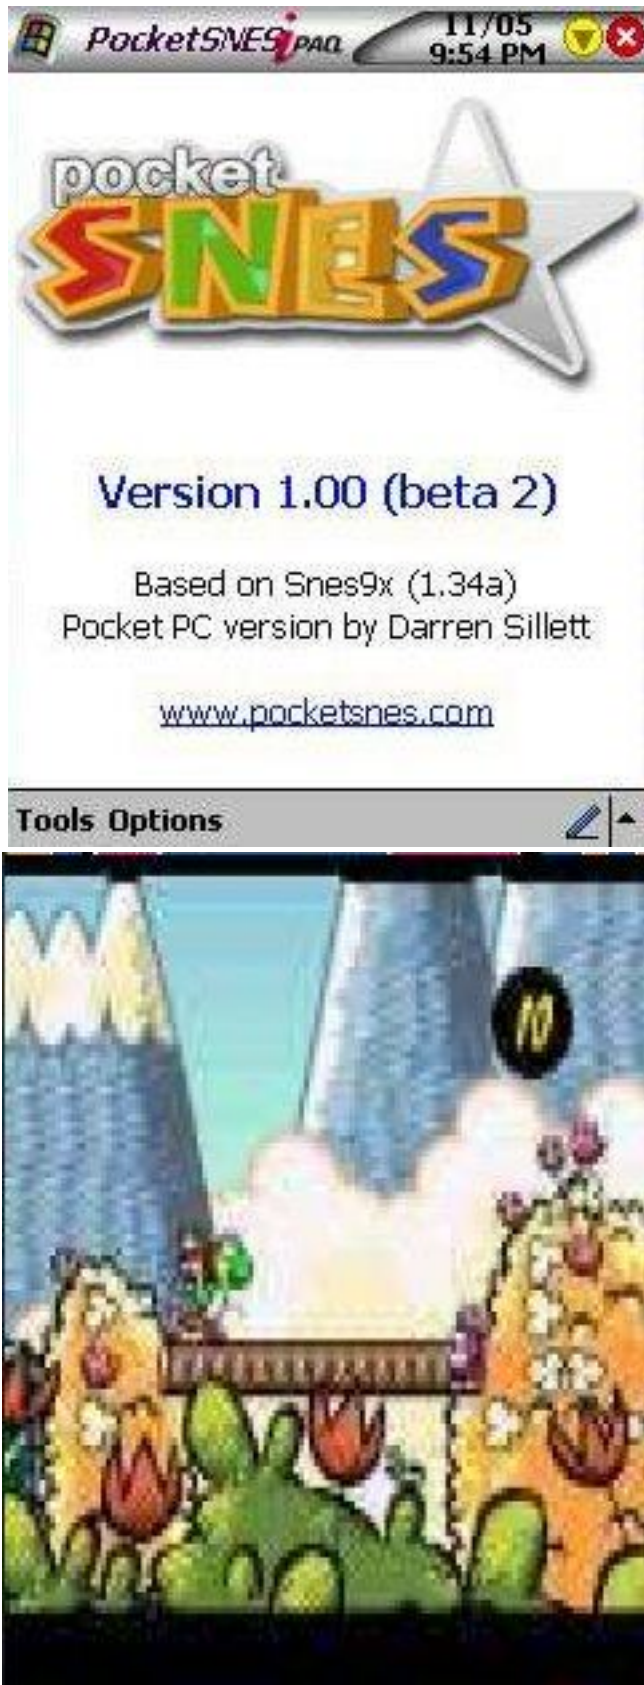 PocketSNES iPAQ
11/05
9:54 PM
pocket
SNES
Version 1.00 (beta 2)
Based on Snes9x (1.34a)
Pocket PC version by Darren Sillett
www.pocketsnes.com
Tools Options
10